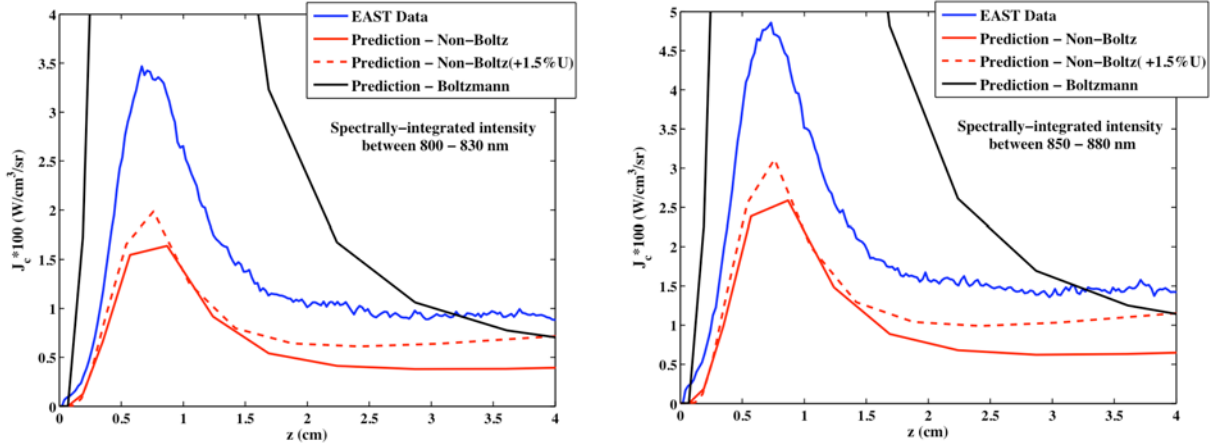 4
3.5
3
2.5
2
1.5
1
0.5
0
J_c*100 (W/cm^3/sr)
EAST Data
Prediction − Non−Boltz
Prediction − Non−Boltz(+1.5%U)
Prediction − Boltzmann
Spectrally−integrated intensity
between 800 − 830 nm
0 0.5 1 1.5 2 2.5 3 3.5 4
z (cm)
5
4.5
4
3.5
3
2.5
2
1.5
1
0.5
0
J_c*100 (W/cm^3/sr)
EAST Data
Prediction − Non−Boltz
Prediction − Non−Boltz( +1.5%U)
Prediction − Boltzmann
Spectrally−integrated intensity
between 850 − 880 nm
0 0.5 1 1.5 2 2.5 3 3.5 4
z (cm)